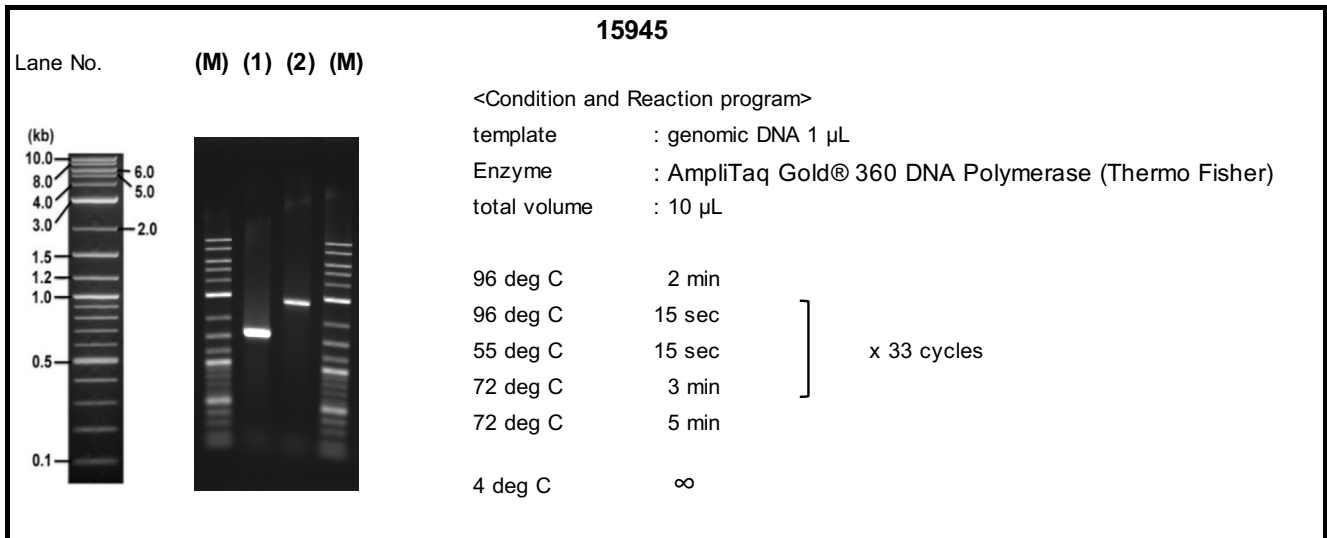 15945
Lane No. (M) (1) (2) (M)
<Condition and Reaction program>
template : genomic DNA 1 µL
Enzyme : AmpliTaq Gold® 360 DNA Polymerase (Thermo Fisher)
total volume : 10 µL
96 deg C 2 min
96 deg C 15 sec
55 deg C 15 sec x 33 cycles
72 deg C 3 min
72 deg C 5 min
4 deg C ∞
(kb)
10.0
6.0
8.0
5.0
4.0
3.0
2.0
1.5
1.2
1.0
0.5
0.1